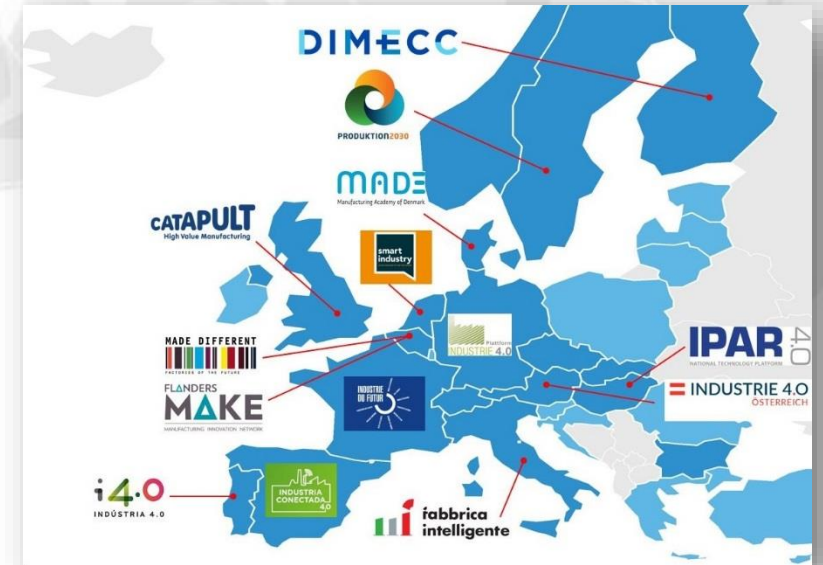 DIMECC
PRODUKTION2030
MADE
Manufacturing Academy of Denmark
CATAPULT
High Value Manufacturing
smart
industry
MADE DIFFERENT
FACTORIES OF THE FUTURE
Plattform
INDUSTRIE 4.0
IPAR 4.0
NATIONAL TECHNOLOGY PLATFORM
FLANDERS
MAKE
MANUFACTURING INNOVATION NETWORK
INDUSTRIE
DU FUTUR
INDUSTRIE 4.0
ÖSTERREICH
i4.0
INDÚSTRIA 4.0
INDUSTRIA
CONECTADA
4.0
fabbrica
intelligente